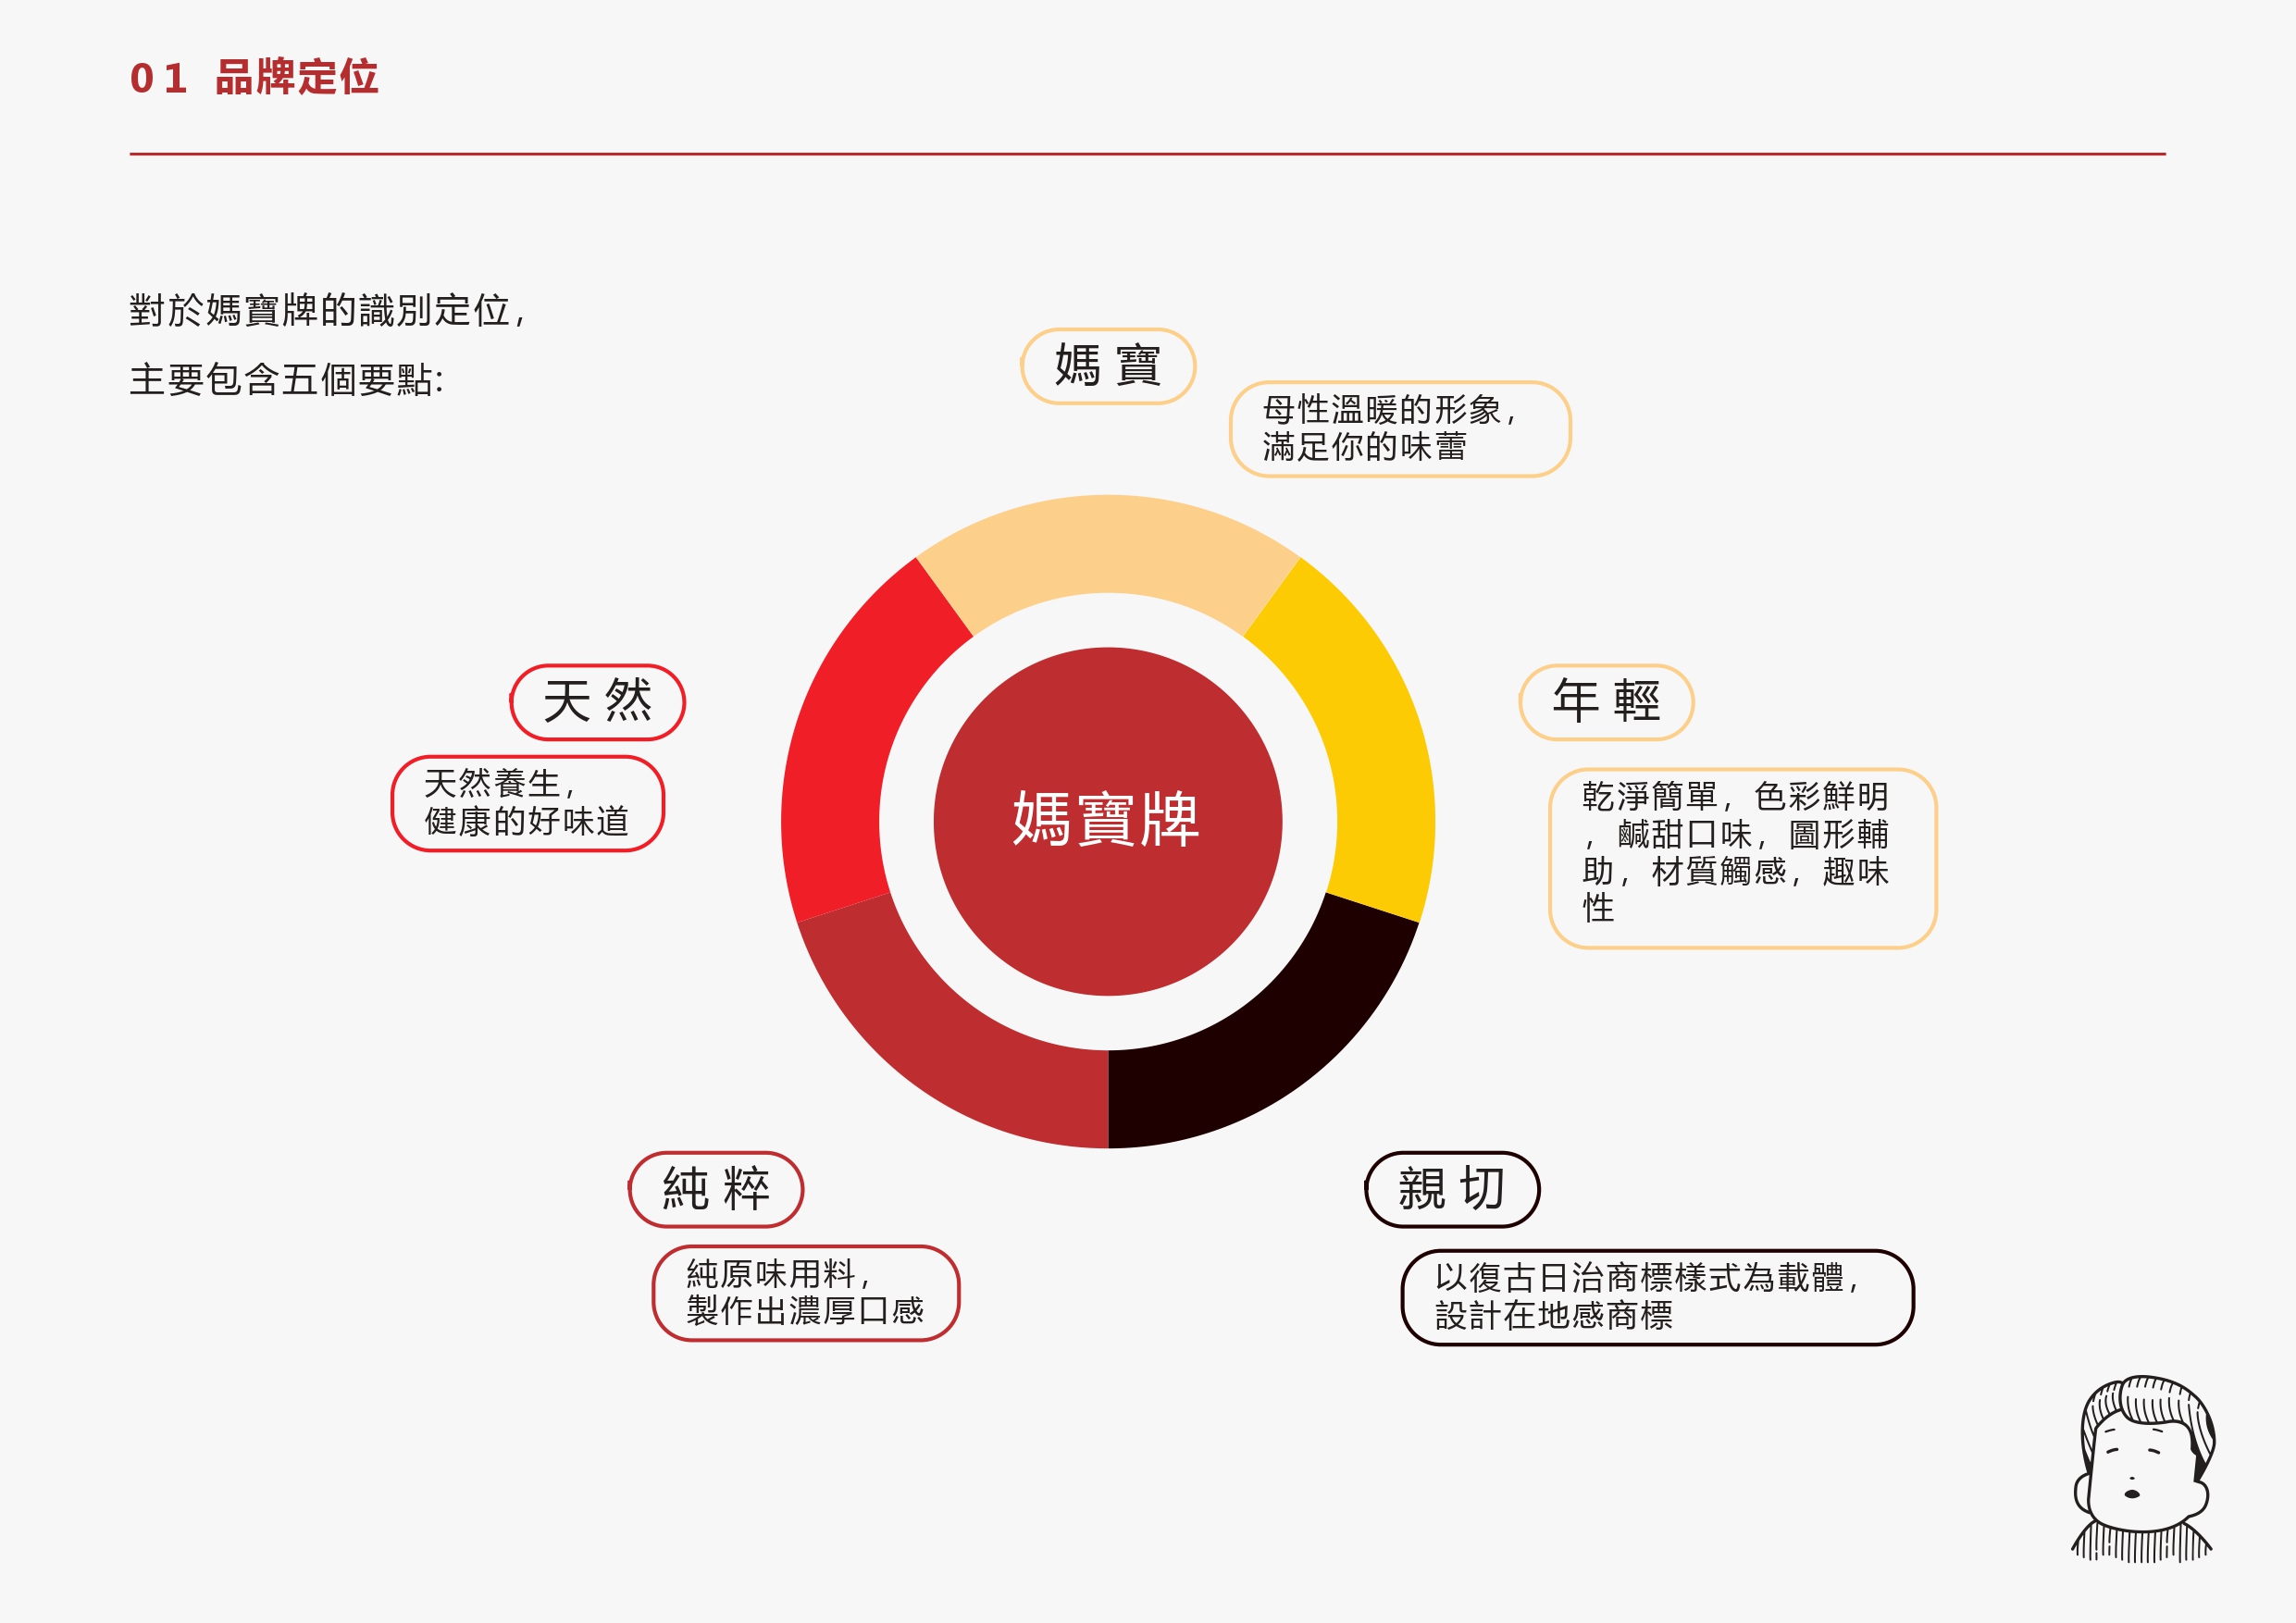 01 品牌定位
對於媽寶牌的識別定位，
主要包含五個要點：
媽寶
母性溫暖的形象，
滿足你的味蕾
天然
天然養生，
健康的好味道
媽寶牌
年輕
乾淨簡單，色彩鮮明
，鹹甜口味，圖形輔
助，材質觸感，趣味
性
純粹
純原味用料，
製作出濃厚口感
親切
以復古日治商標樣式為載體，
設計在地感商標